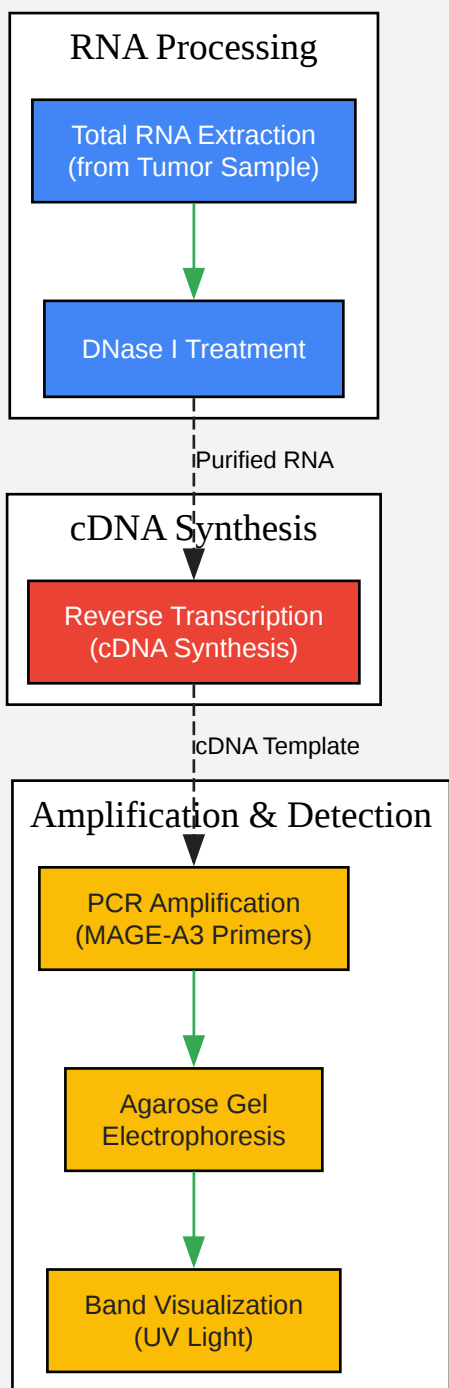 RNA Processing
Total RNA Extraction
(from Tumor Sample)
DNase I Treatment
Purified RNA
cDNA Synthesis
Reverse Transcription
(cDNA Synthesis)
cDNA Template
Amplification & Detection
PCR Amplification
(MAGE-A3 Primers)
Agarose Gel
Electrophoresis
Band Visualization
(UV Light)